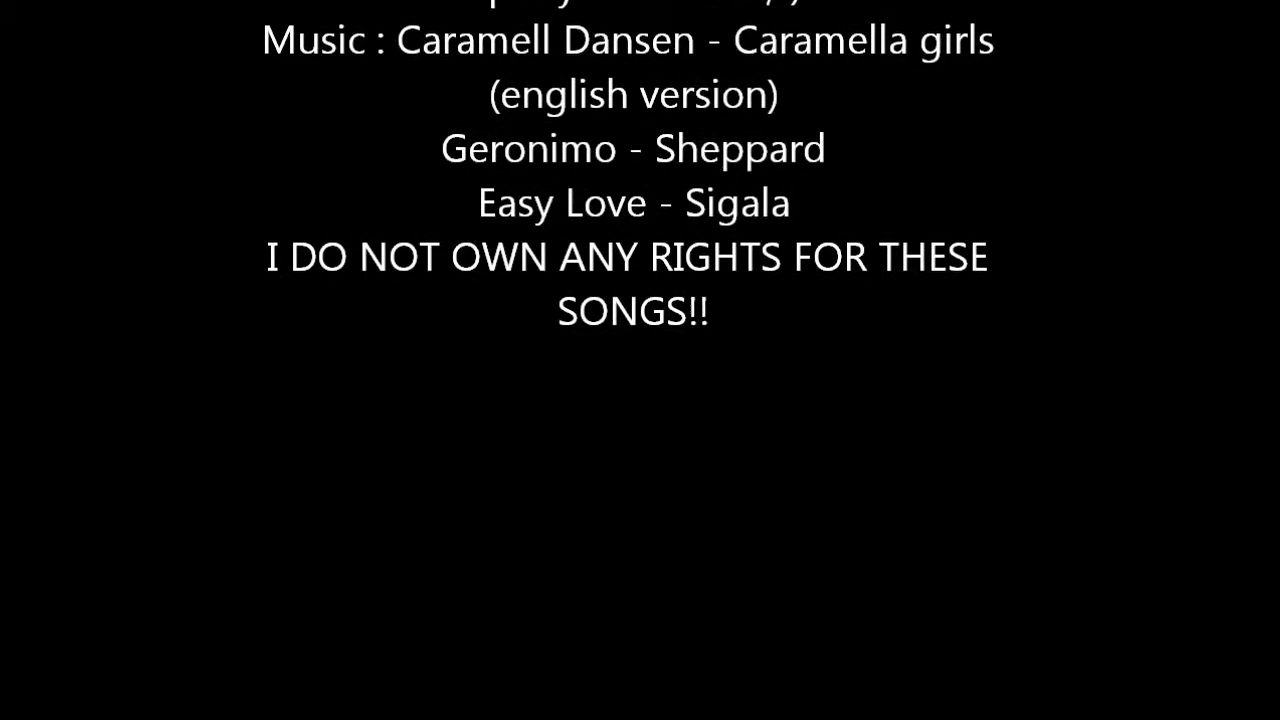 Music : Caramell Dansen - Caramella girls
(english version)
Geronimo - Sheppard
Easy Love - Sigala
I DO NOT OWN ANY RIGHTS FOR THESE
SONGS!!